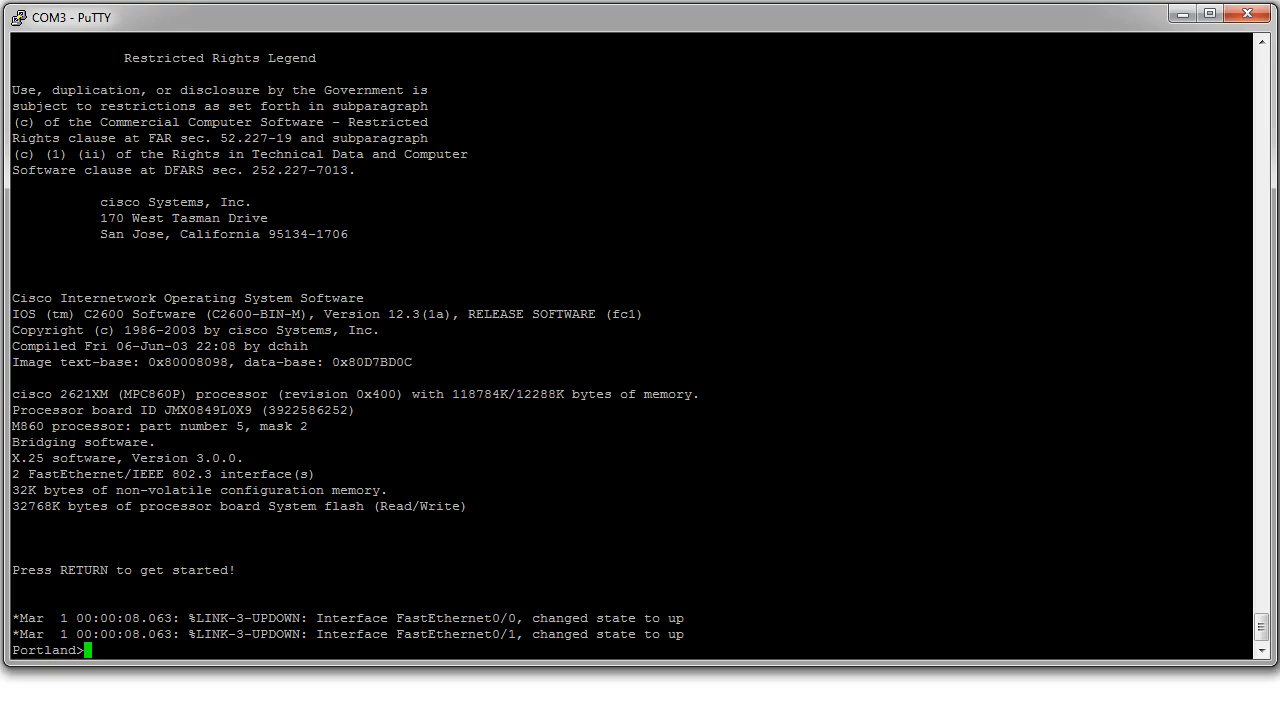 COM3 - PuTTY
Restricted Rights Legend
Use, duplication, or disclosure by the Government is
subject to restrictions as set forth in subparagraph
(c) of the Commercial Computer Software - Restricted
Rights clause at FAR sec. 52.227-19 and subparagraph
(c) (1) (ii) of the Rights in Technical Data and Computer
Software clause at DFARS sec. 252.227-7013.
cisco Systems, Inc.
170 West Tasman Drive
San Jose, California 95134-1706
Cisco Internetwork Operating System Software
IOS (tm) C2600 Software (C2600-BIN-M), Version 12.3(1a), RELEASE SOFTWARE (fc1)
Copyright (c) 1986-2003 by cisco Systems, Inc.
Compiled Fri 06-Jun-03 22:08 by dchih
Image text-base: 0x80008098, data-base: 0x80D7BD0C
cisco 2621XM (MPC860P) processor (revision 0x400) with 118784K/12288K bytes of memory.
Processor board ID JMX0849L0X9 (3922586252)
M860 processor: part number 5, mask 2
Bridging software.
X.25 software, Version 3.0.0.
2 FastEthernet/IEEE 802.3 interface(s)
32K bytes of non-volatile configuration memory.
32768K bytes of processor board System flash (Read/Write)
Press RETURN to get started!
*Mar  1 00:00:08.063: %LINK-3-UPDOWN: Interface FastEthernet0/0, changed state to up
*Mar  1 00:00:08.063: %LINK-3-UPDOWN: Interface FastEthernet0/1, changed state to up
Portland>